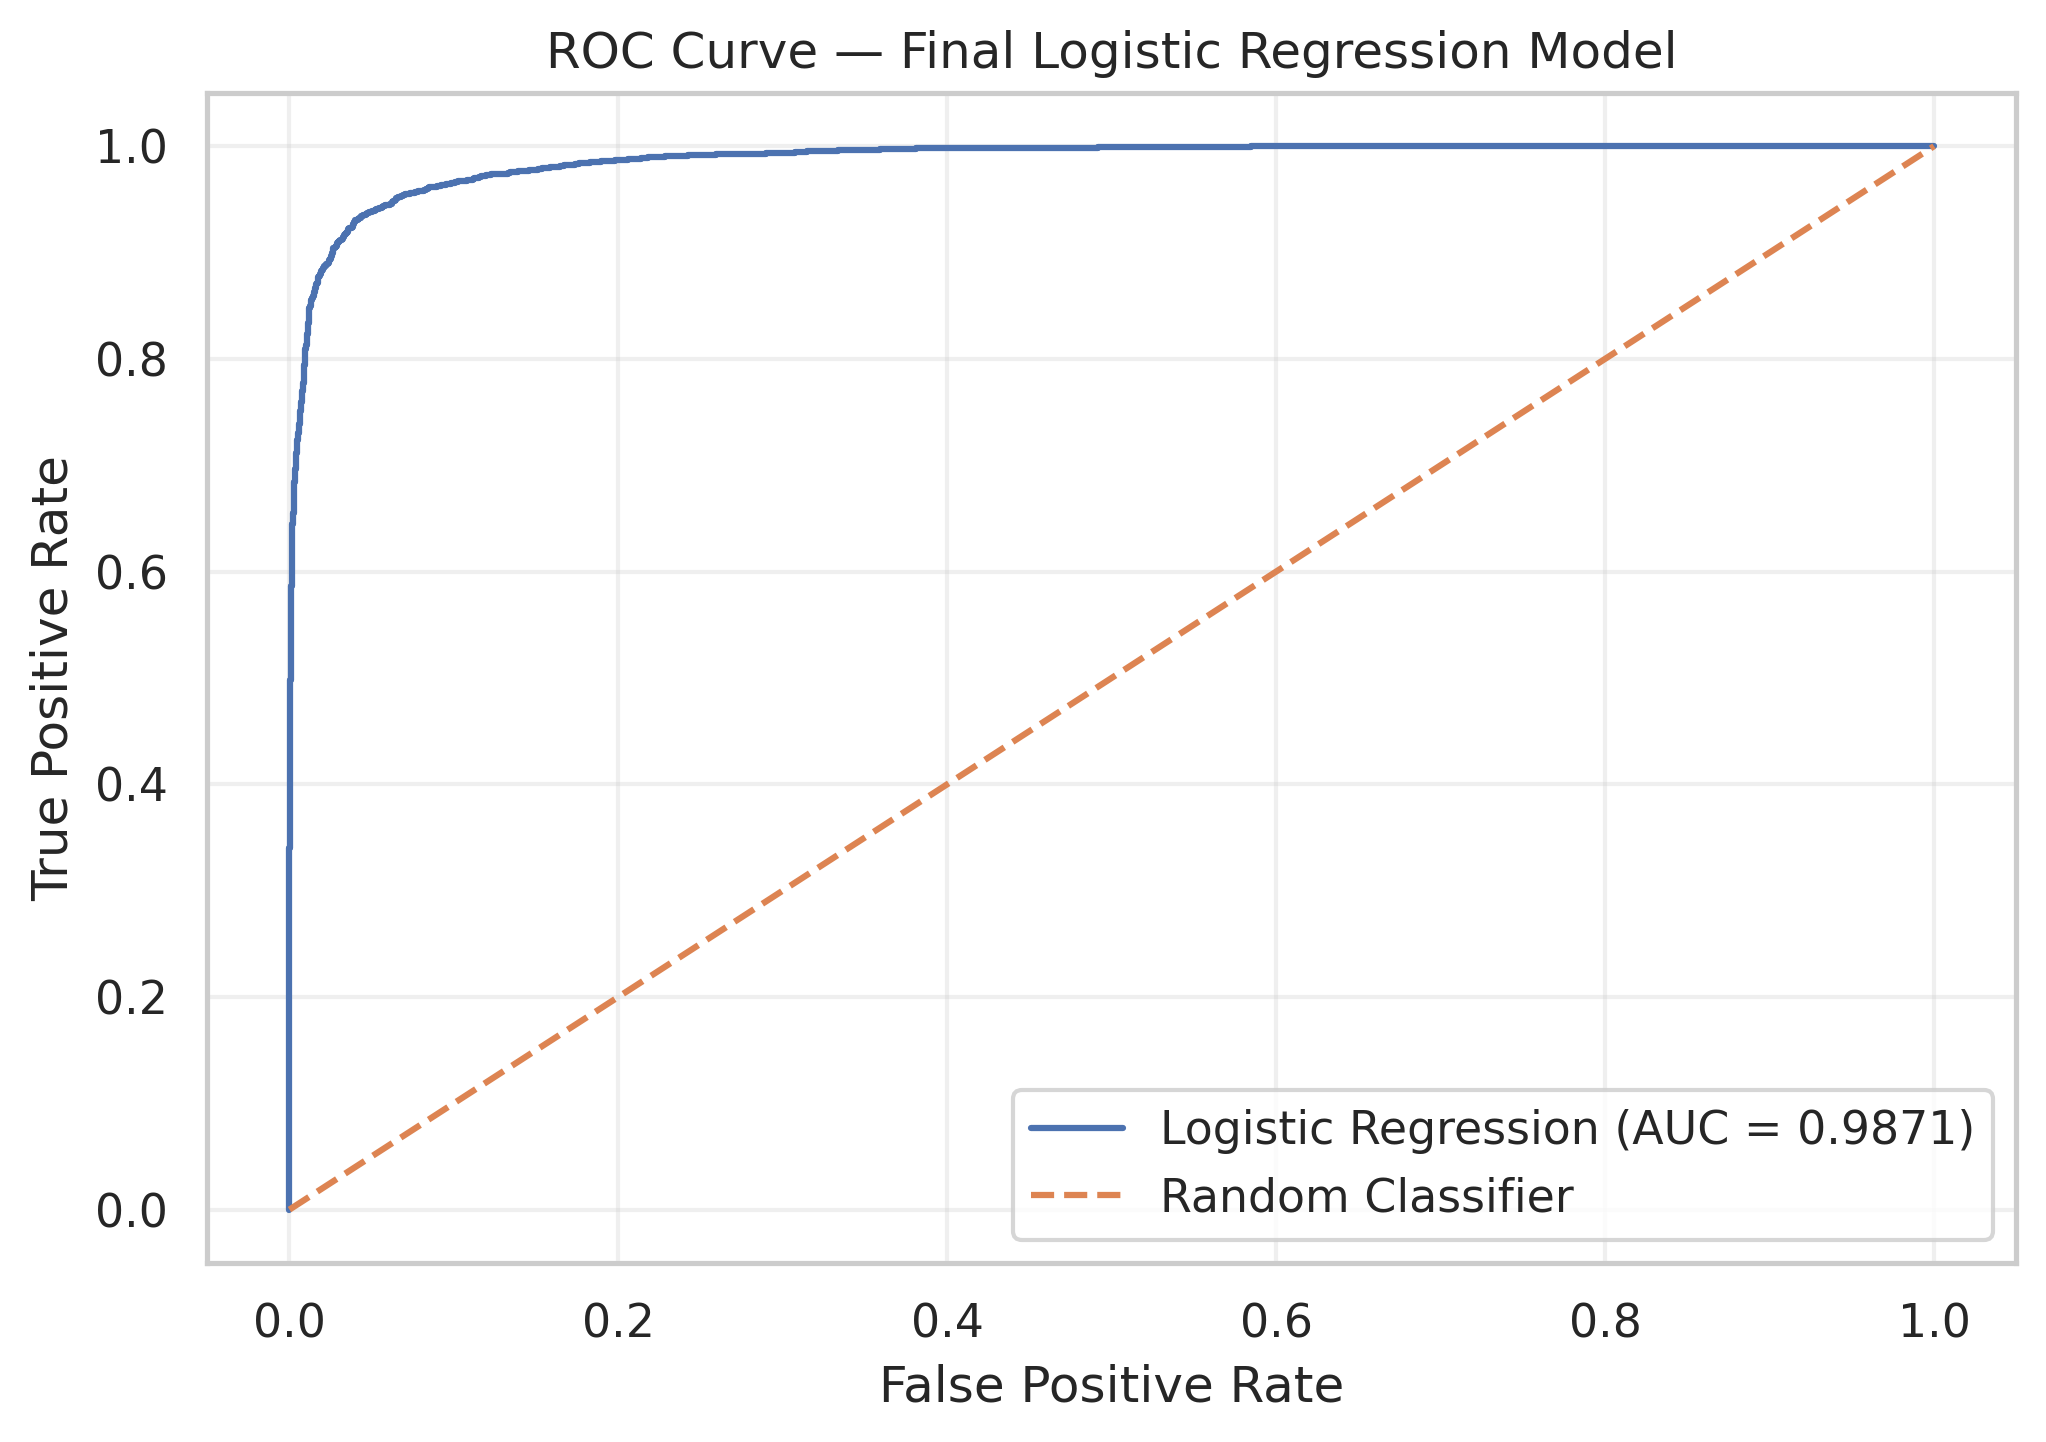 ROC Curve — Final Logistic Regression Model
True Positive Rate
1.0
0.8
0.6
0.4
0.2
0.0
Logistic Regression (AUC = 0.9871)
Random Classifier
0.0 0.2 0.4 0.6 0.8 1.0
False Positive Rate